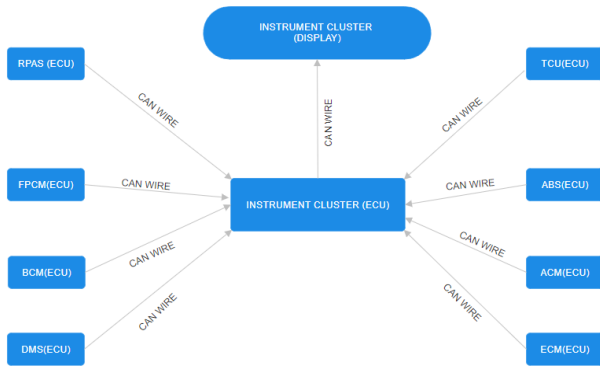 INSTRUMENT CLUSTER
(DISPLAY)
RPAS (ECU)
TCU(ECU)
CAN WIRE
CAN WIRE
CAN WIRE
FPCM(ECU)
CAN WIRE
CAN WIRE
ABS(ECU)
INSTRUMENT CLUSTER (ECU)
BCM(ECU)
CAN WIRE
CAN WIRE
ACM(ECU)
CAN WIRE
CAN WIRE
DMS(ECU)
ECM(ECU)